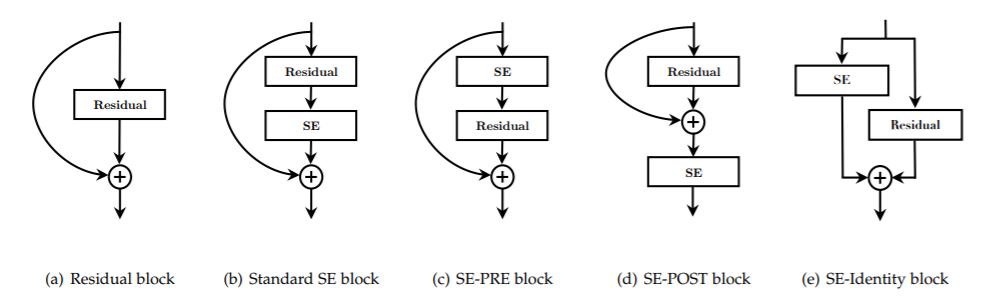 Residual
(a) Residual block
Residual
SE
(b) Standard SE block
SE
Residual
(c) SE-PRE block
Residual
SE
(d) SE-POST block
SE
Residual
(e) SE-Identity block